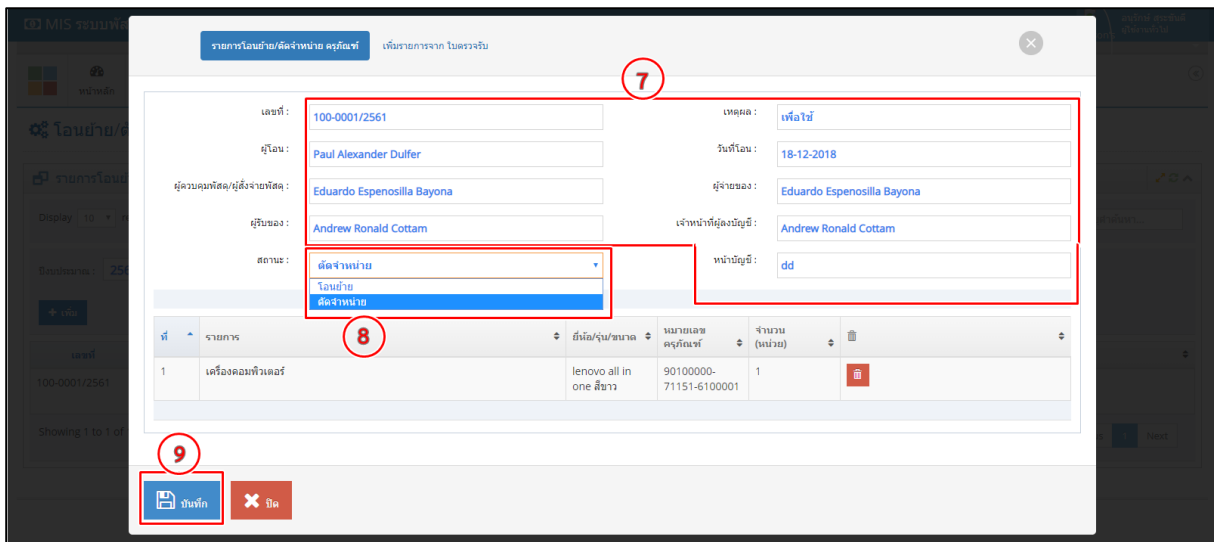 MIS ระบบพัส
รายการโอนย้าย/ตัดจำหน่าย ครุภัณฑ์ เพิ่มรายการจาก ใบตรวจรับ
หน้าหลัก
7
เลขที่ : 100-0001/2561 เหตุผล : เพื่อใช้
โอนย้าย/ตั
ผู้โอน : Paul Alexander Dulfer วันที่โอน : 18-12-2018
รายการโอนย้
ผู้ควบคุมพัสดุ/ผู้สั่งจ่ายพัสดุ : Eduardo Espenosilla Bayona ผู้จ่ายของ : Eduardo Espenosilla Bayona
Display 10
ผู้รับของ : Andrew Ronald Cottam เจ้าหน้าที่ผู้ลงบัญชี : Andrew Ronald Cottam
สถานะ : ตัดจำหน่าย หน้าบัญชี : dd
ปีงบประมาณ : 256
โอนย้าย
ตัดจำหน่าย
+ เพิ่ม
8
ที่ รายการ ยี่ห้อ/รุ่น/ขนาด หมายเลข ครุภัณฑ์ จำนวน (หน่วย)
เลขที่
1 เครื่องคอมพิวเตอร์ lenovo all in one สีขาว 90100000-71151-6100001 1
100-0001/2561
Showing 1 to 1 of
1 Next
9
บันทึก ปิด